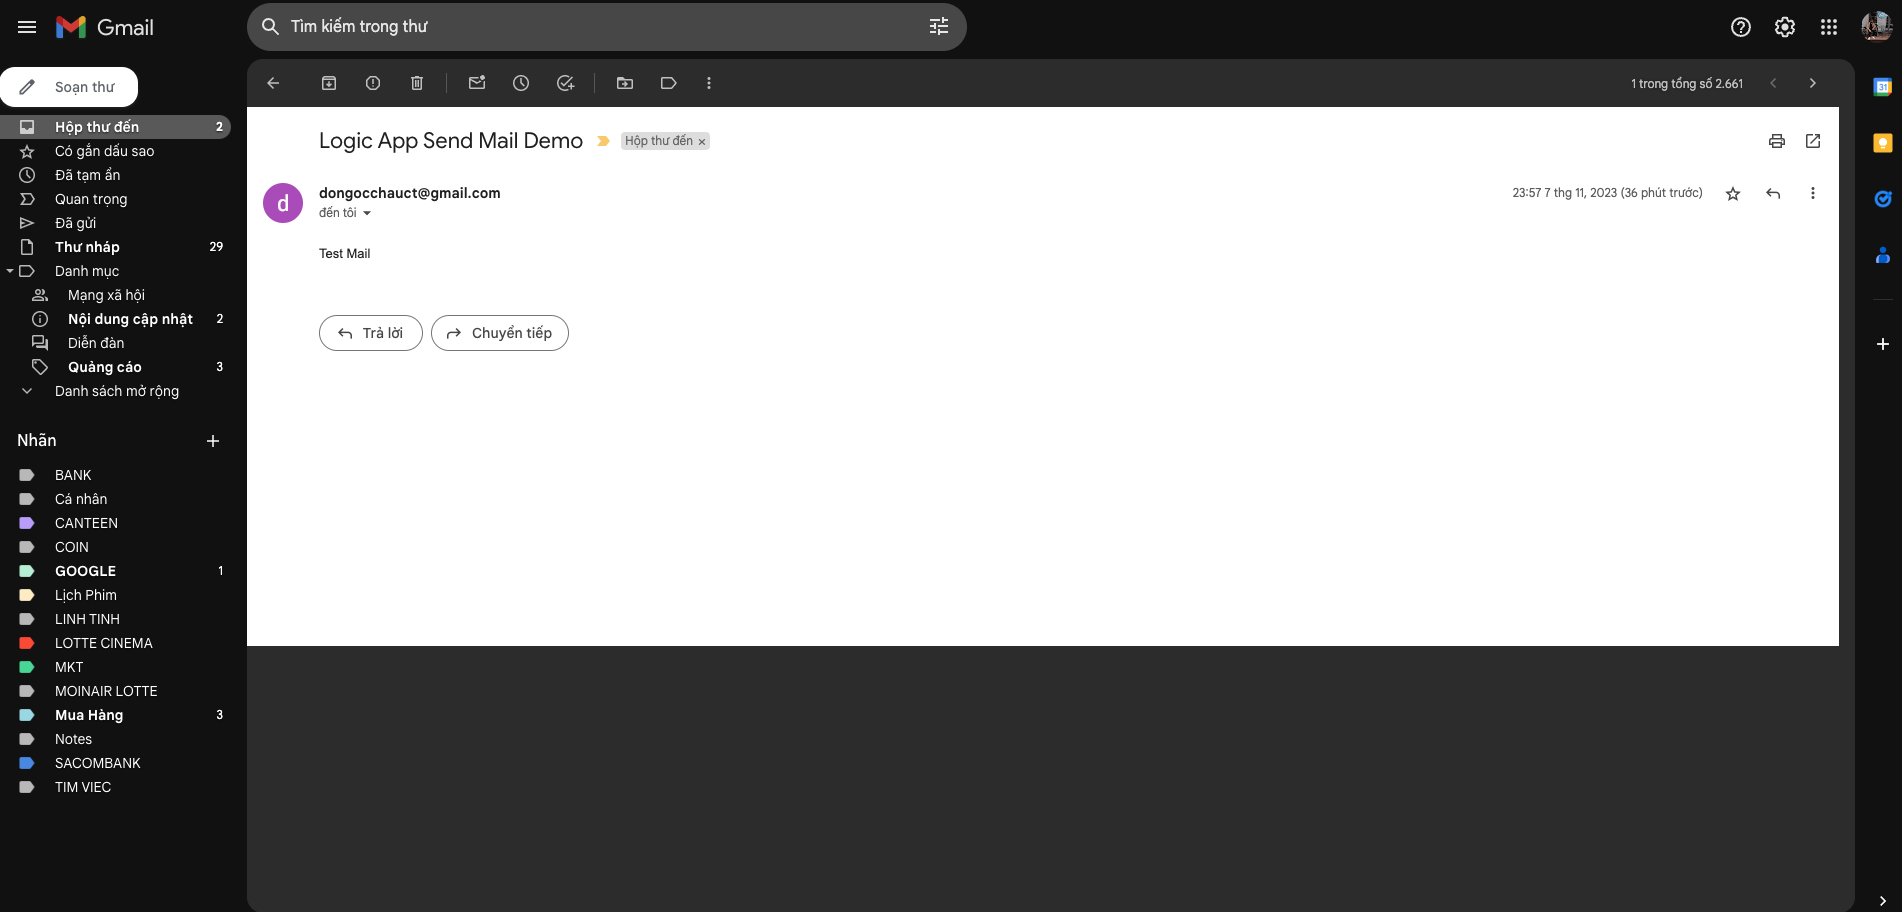 Gmail
Tìm kiếm trong thư
Soạn thư
1 trong tổng số 2.661
31
Hộp thư đến 2
Có gắn dấu sao
Đã tạm ẩn
Quan trọng
Đã gửi
Thư nháp 29
Danh mục
Mạng xã hội
Nội dung cập nhật 2
Diễn đàn
Quảng cáo 3
Danh sách mở rộng
Nhãn
BANK
Cá nhân
CANTEEN
COIN
GOOGLE 1
Lịch Phim
LINH TINH
LOTTE CINEMA
MKT
MOINAIR LOTTE
Mua Hàng 3
Notes
SACOMBANK
TIM VIEC
Logic App Send Mail Demo Hộp thư đến ×
d
dongocchauct@gmail.com 23:57 7 thg 11, 2023 (36 phút trước)
đến tôi
Test Mail
Trả lời Chuyển tiếp